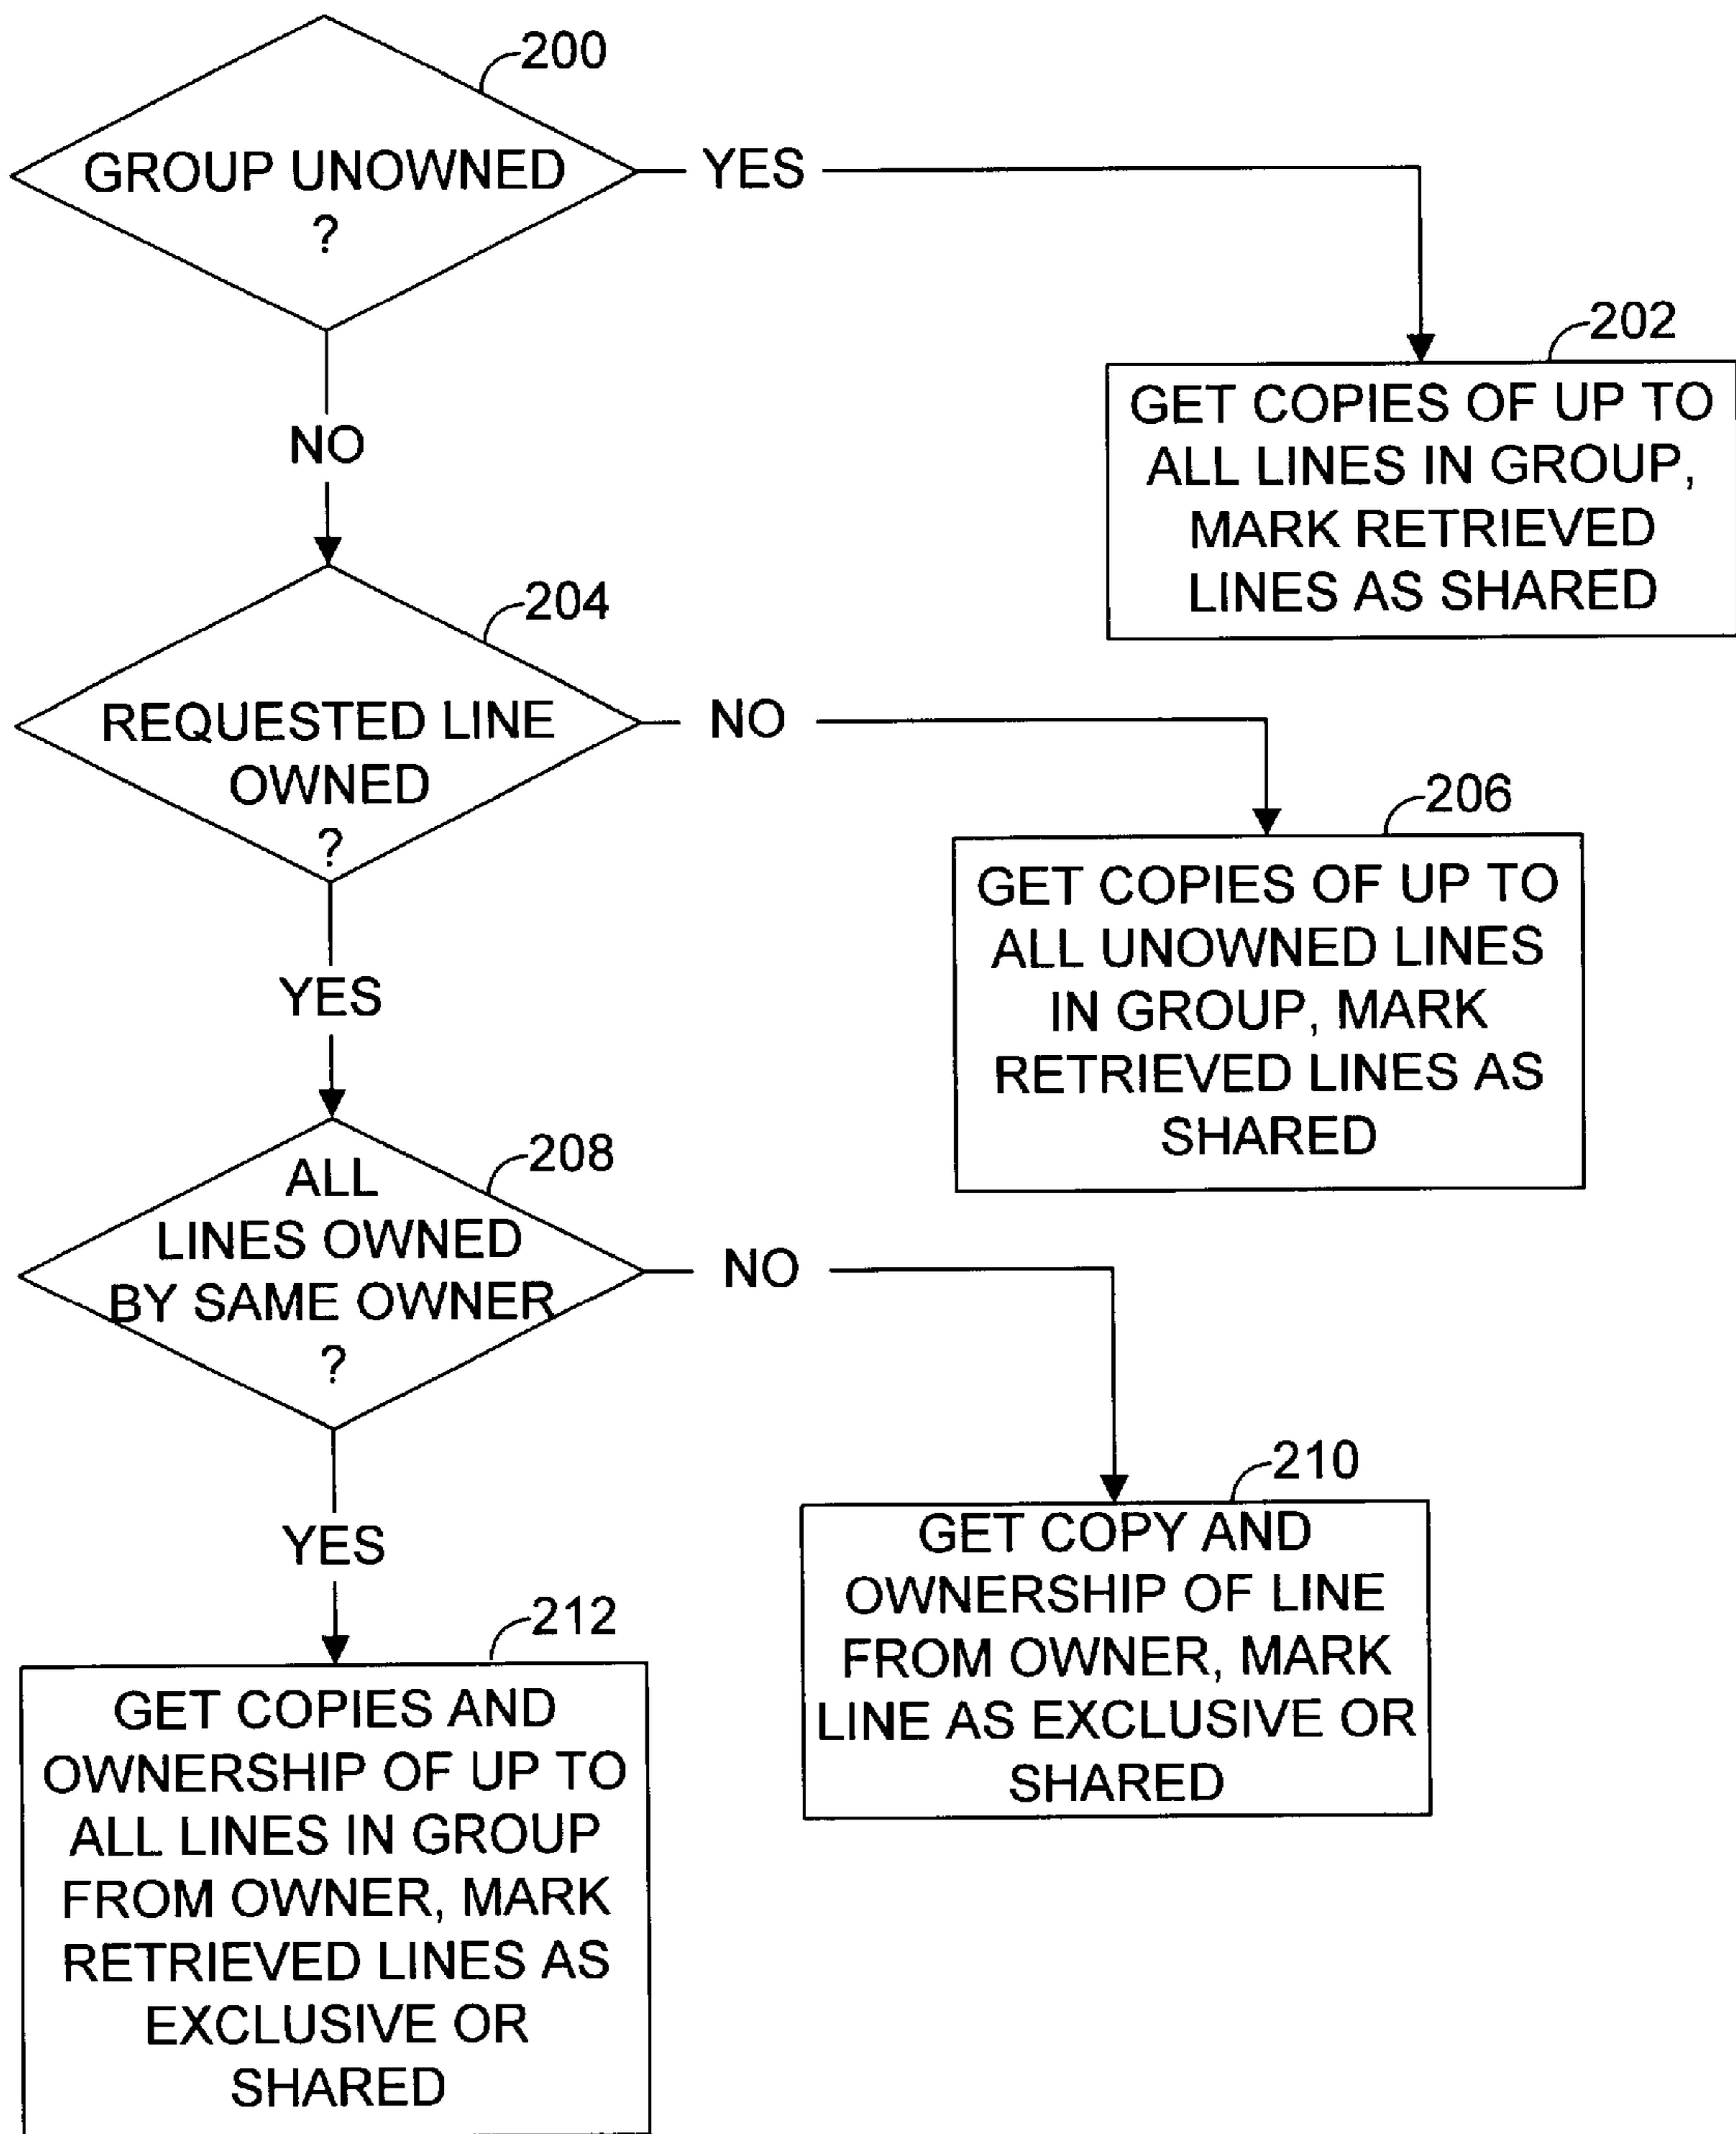 200
GROUP UNOWNED
?
YES
NO
202
GET COPIES OF UP TO
ALL LINES IN GROUP,
MARK RETRIEVED
LINES AS SHARED
204
REQUESTED LINE
OWNED
?
NO
YES
206
GET COPIES OF UP TO
ALL UNOWNED LINES
IN GROUP, MARK
RETRIEVED LINES AS
SHARED
208
ALL
LINES OWNED
BY SAME OWNER
?
NO
YES
210
GET COPY AND
OWNERSHIP OF LINE
FROM OWNER, MARK
LINE AS EXCLUSIVE OR
SHARED
212
GET COPIES AND
OWNERSHIP OF UP TO
ALL LINES IN GROUP
FROM OWNER, MARK
RETRIEVED LINES AS
EXCLUSIVE OR
SHARED